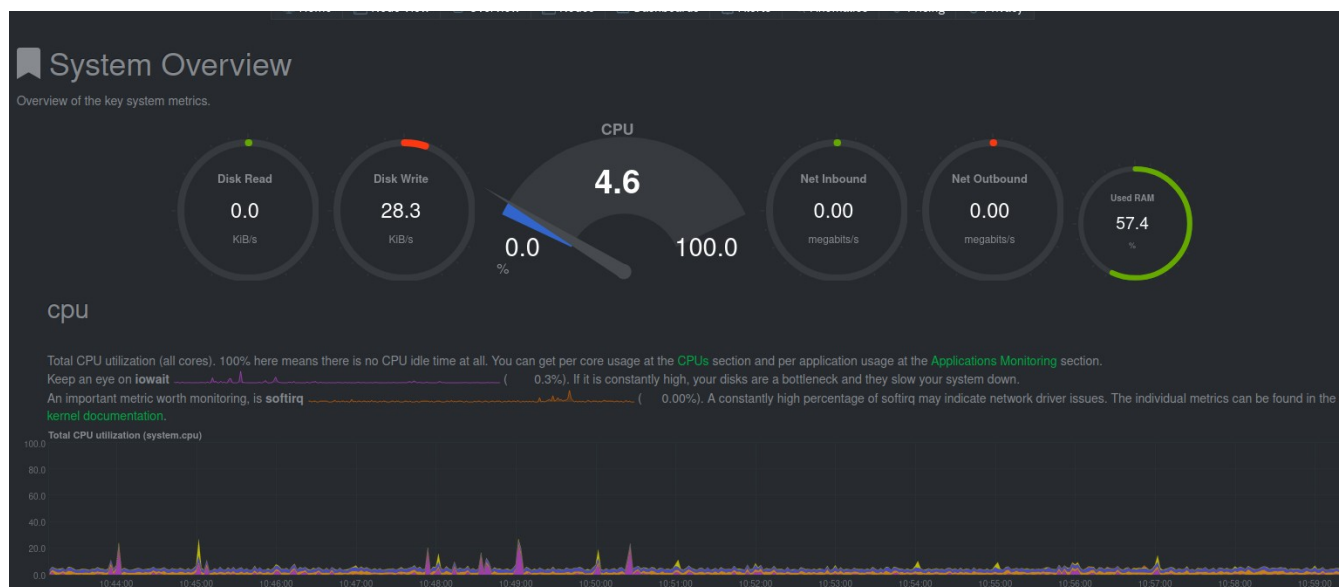 System Overview
Overview of the key system metrics.
CPU
Disk Read
0.0
KiB/s
Disk Write
28.3
KiB/s
4.6
0.0
100.0
%
Net Inbound
0.00
megabits/s
Net Outbound
0.00
megabits/s
Used RAM
57.4
%
cpu
Total CPU utilization (all cores). 100% here means there is no CPU idle time at all. You can get per core usage at the CPUs section and per application usage at the Applications Monitoring section.
Keep an eye on iowait ( 0.3%). If it is constantly high, your disks are a bottleneck and they slow your system down.
An important metric worth monitoring, is softirq ( 0.00%). A constantly high percentage of softirq may indicate network driver issues. The individual metrics can be found in the
kernel documentation.
Total CPU utilization (system.cpu)
100.0
80.0
60.0
40.0
20.0
0.0
10:44:00 10:45:00 10:46:00 10:47:00 10:48:00 10:49:00 10:50:00 10:51:00 10:52:00 10:53:00 10:54:00 10:55:00 10:56:00 10:57:00 10:58:00